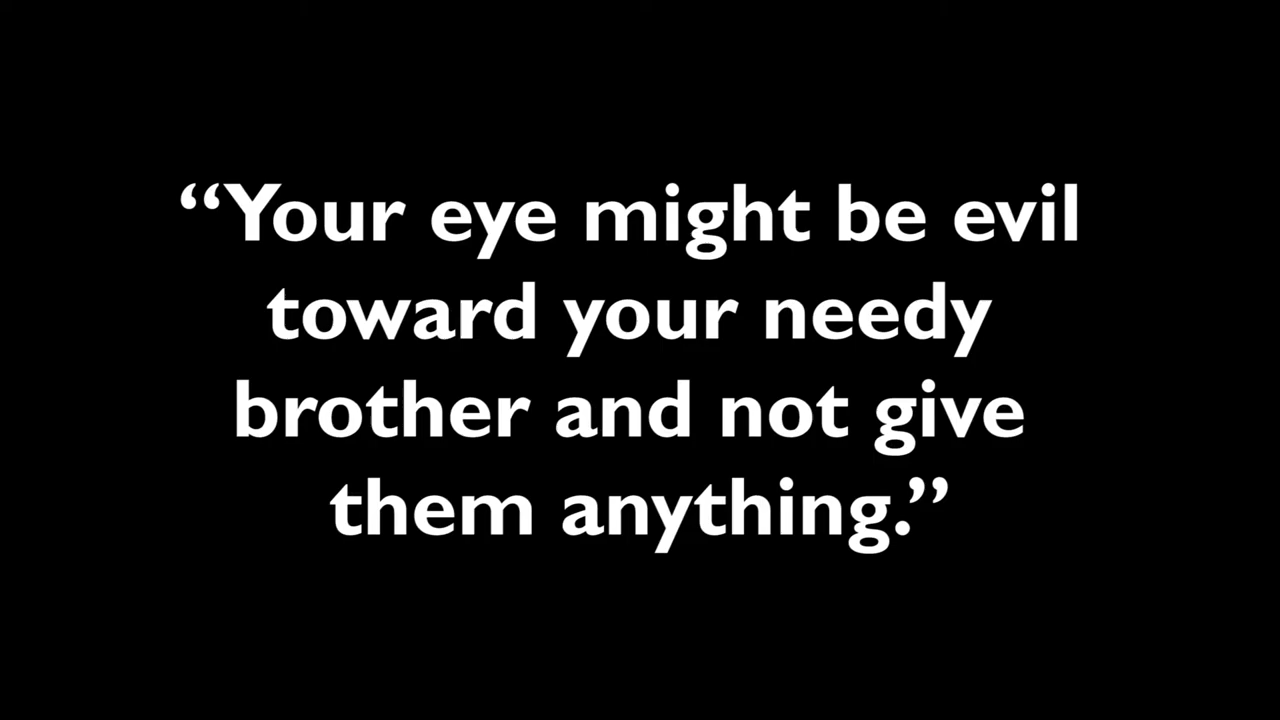 “Your eye might be evil
toward your needy
brother and not give
them anything.”